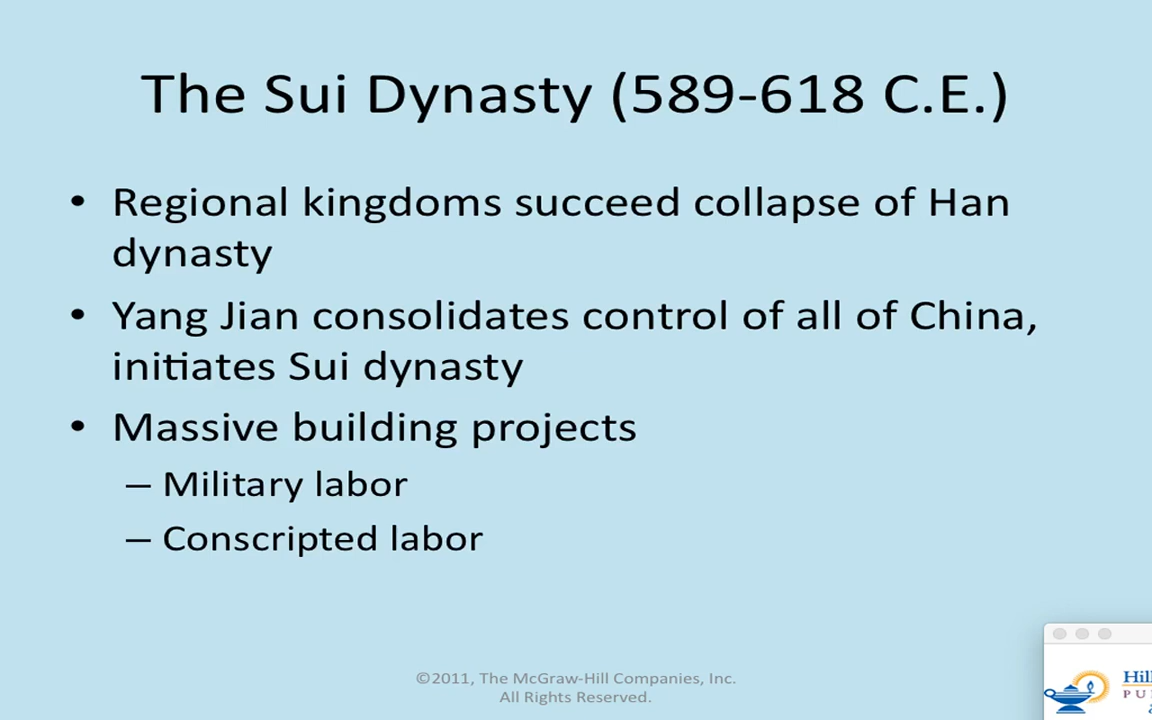 The Sui Dynasty (589-618 C.E.)
• Regional kingdoms succeed collapse of Han
dynasty
• Yang Jian consolidates control of all of China,
initiates Sui dynasty
• Massive building projects
– Military labor
– Conscripted labor
©2011, The McGraw-Hill Companies, Inc.
All Rights Reserved.